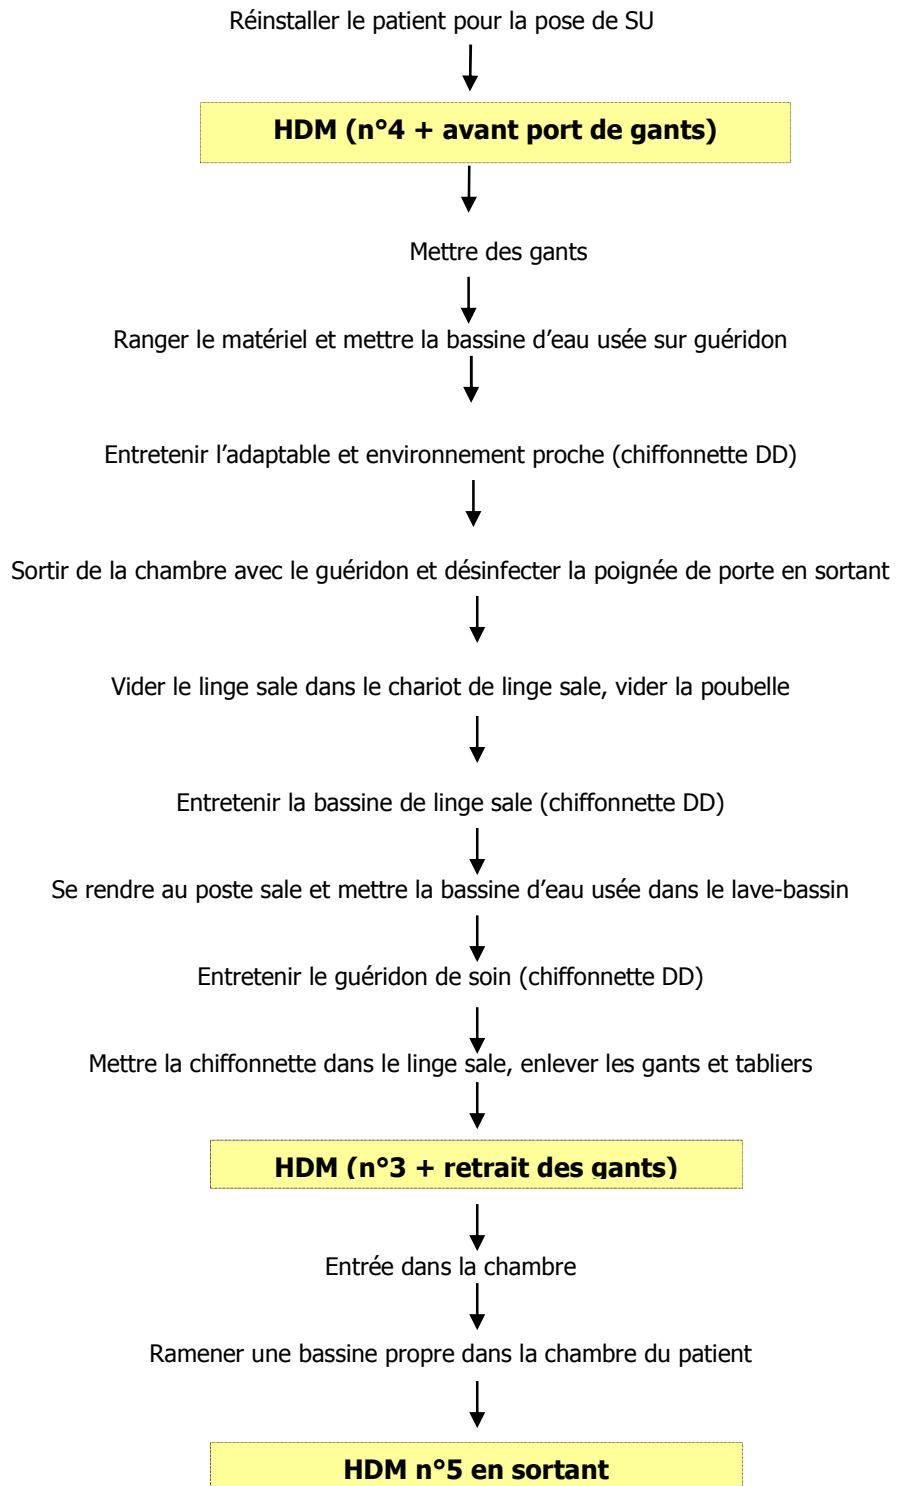 Réinstaller le patient pour la pose de SU
HDM (n°4 + avant port de gants)
Mettre des gants
Ranger le matériel et mettre la bassine d’eau usée sur guéridon
Entretenir l’adaptable et environnement proche (chiffonnette DD)
Sortir de la chambre avec le guéridon et désinfecter la poignée de porte en sortant
Vider le linge sale dans le chariot de linge sale, vider la poubelle
Entretenir la bassine de linge sale (chiffonnette DD)
Se rendre au poste sale et mettre la bassine d’eau usée dans le lave-bassin
Entretenir le guéridon de soin (chiffonnette DD)
Mettre la chiffonnette dans le linge sale, enlever les gants et tabliers
HDM (n°3 + retrait des gants)
Entrée dans la chambre
Ramener une bassine propre dans la chambre du patient
HDM n°5 en sortant